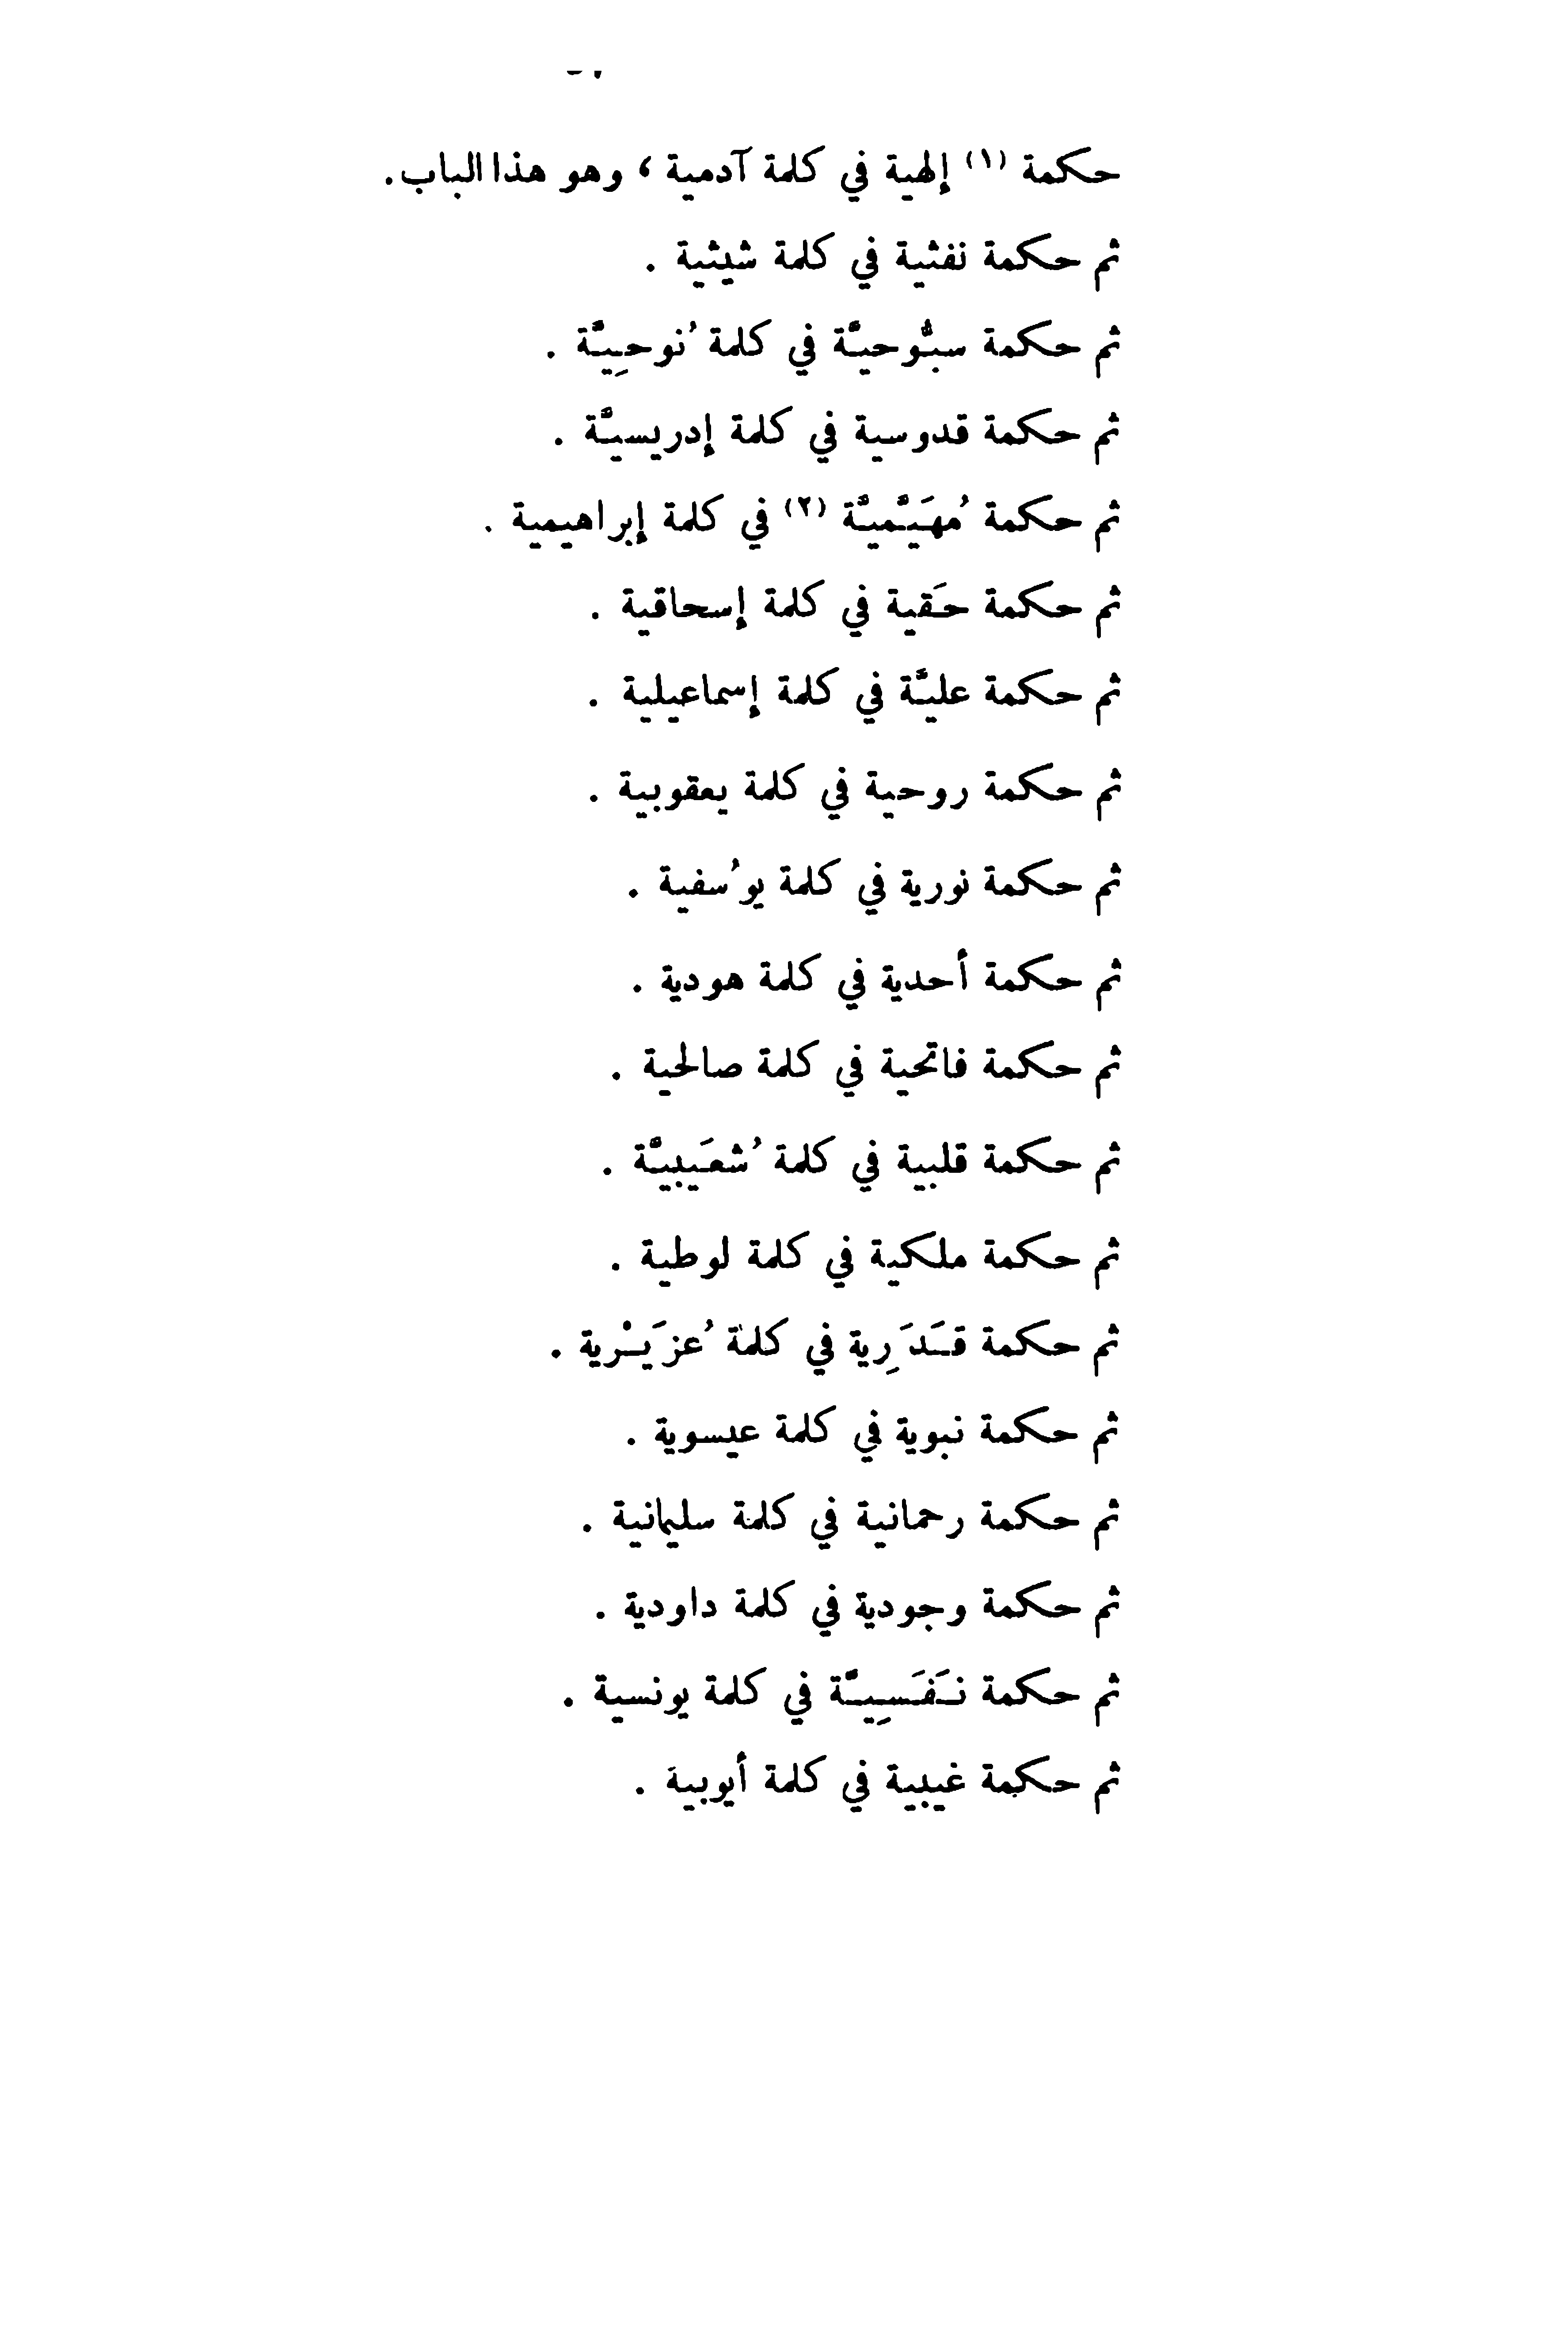 حكمة (١) إلهية في كلمة آدمية ، وهو هذا الباب.
ثم حكمة نفثية في كلمة شيثية .
ثم حكمة سبُّوحيَّة في كلمة نُوحِيَّة .
ثم حكمة قدوسية في كلمة إدريسيَّة .
ثم حكمة مُهَيَّميَّة (٢) في كلمة إبراهيمية .
ثم حكمة حَقية في كلمة إسحاقية .
ثم حكمة عليَّة في كلمة إسماعيلية .
ثم حكمة روحية في كلمة يعقوبية .
ثم حكمة نورية في كلمة يوُسفية .
ثم حكمة أحدية في كلمة هودية .
ثم حكمة فاتحية في كلمة صالحية .
ثم حكمة قلبية في كلمة شُعَيبيَّة .
ثم حكمة ملكية في كلمة لوطية .
ثم حكمة قَدَرِية في كلمة عُزَيْرية .
ثم حكمة نبوية في كلمة عيسوية .
ثم حكمة رحمانية في كلمة سليمانية .
ثم حكمة وجودية في كلمة داودية .
ثم حكمة نَفَسِيَّة في كلمة يونسية .
ثم حكمة غيبية في كلمة أيوبية .